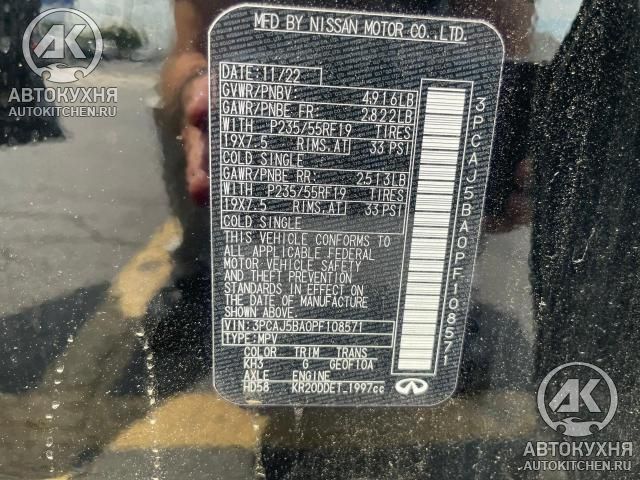 MFD BY NISSAN MOTOR CO., LTD.
DATE: 11/22
GVWR/PNBV: 4916LB
GAWR/PNBE FR: 2822LB
WITH P235/55RF19 TIRES
19X7.5 RIMS.AT 33 PSI
COLD SINGLE
GAWR/PNBE RR: 2513LB
WITH P235/55RF19 TIRES
19X7.5 RIMS.AT 33 PSI
COLD SINGLE
THIS VEHICLE CONFORMS TO
ALL APPLICABLE FEDERAL
MOTOR VEHICLE SAFETY
AND THEFT PREVENTION
STANDARDS IN EFFECT ON
THE DATE OF MANUFACTURE
SHOWN ABOVE.
VIN: 3PCAJ5BA0PF108571
TYPE: MPV
COLOR TRIM TRANS
KH3 G GE0F10A
AXLE ENGINE
HD58 KR20DDET 1997cc
3PCAJ5BA0PF108571
АК
АВТОКУХНЯ
AUTOKITCHEN.RU
АК
АВТОКУХНЯ
AUTOKITCHEN.RU